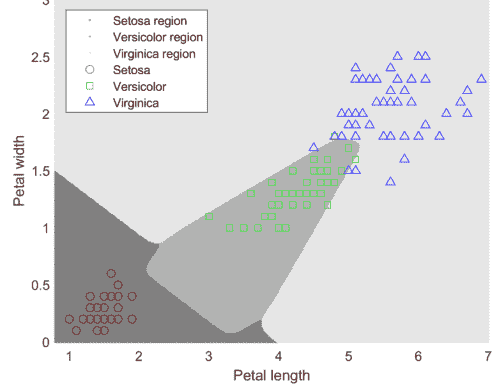 3
2.5
2
1.5
1
0.5
0
Petal width
Setosa region
Versicolor region
Virginica region
Setosa
Versicolor
Virginica
1
2
3
4
5
6
7
Petal length